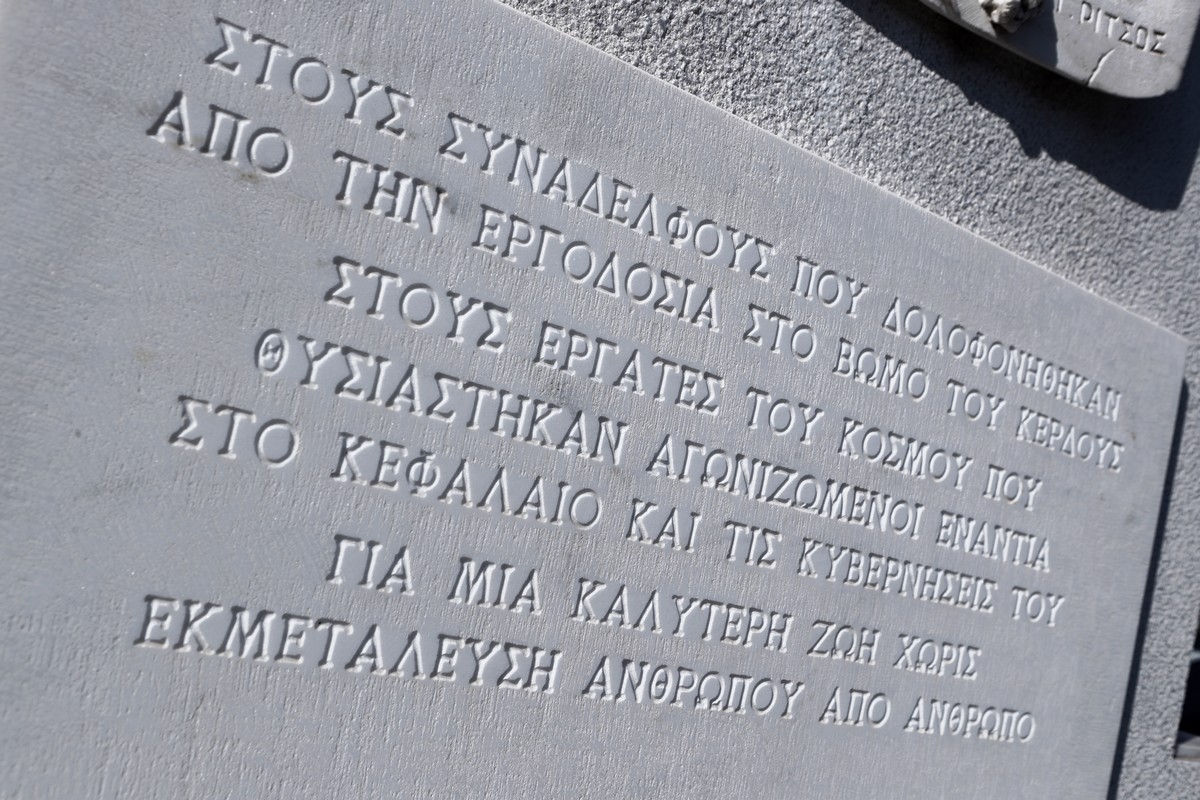 Γ. ΡΙΤΣΟΣ
ΣΤΟΥΣ ΣΥΝΑΔΕΛΦΟΥΣ ΠΟΥ ΔΟΛΟΦΟΝΗΘΗΚΑΝ
ΑΠΟ ΤΗΝ ΕΡΓΟΔΟΣΙΑ ΣΤΟ ΒΩΜΟ ΤΟΥ ΚΕΡΔΟΥΣ
ΣΤΟΥΣ ΕΡΓΑΤΕΣ ΤΟΥ ΚΟΣΜΟΥ ΠΟΥ
ΘΥΣΙΑΣΤΗΚΑΝ ΑΓΩΝΙΖΩΜΕΝΟΙ ΕΝΑΝΤΙΑ
ΣΤΟ ΚΕΦΑΛΑΙΟ ΚΑΙ ΤΙΣ ΚΥΒΕΡΝΗΣΕΙΣ ΤΟΥ
ΓΙΑ ΜΙΑ ΚΑΛΥΤΕΡΗ ΖΩΗ ΧΩΡΙΣ
ΕΚΜΕΤΑΛΕΥΣΗ ΑΝΘΡΩΠΟΥ ΑΠΟ ΑΝΘΡΩΠΟ